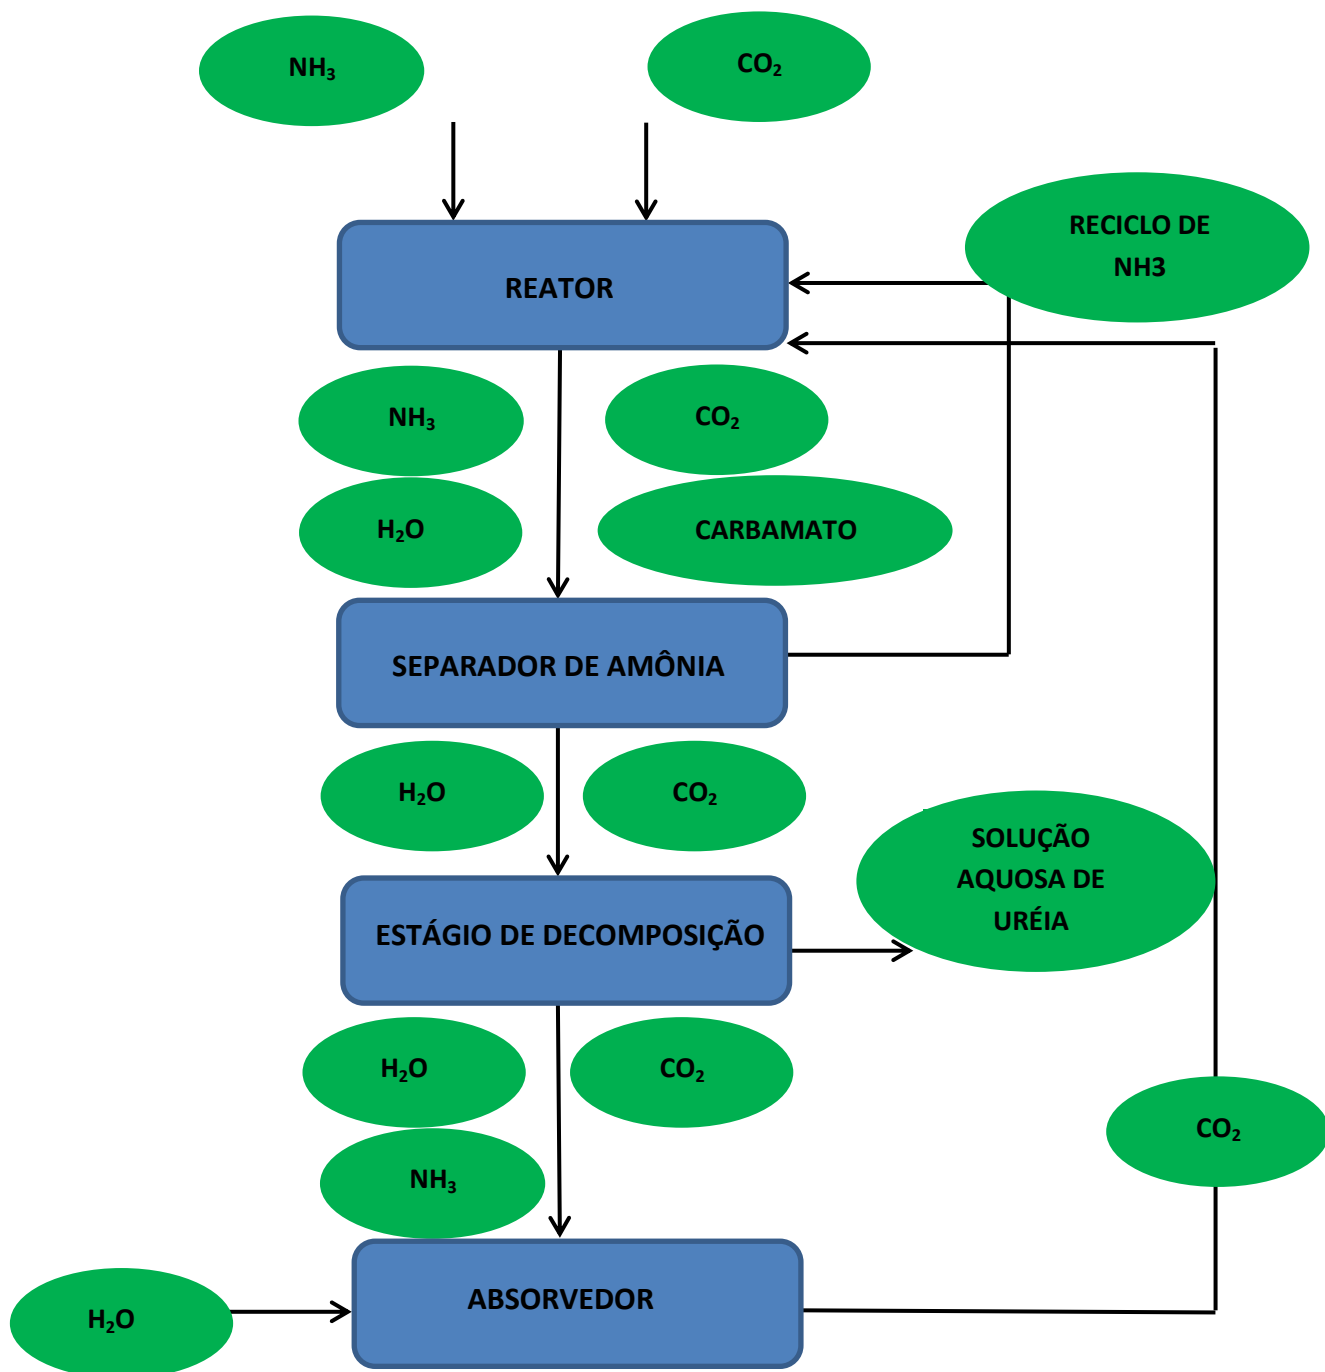 NH₃
CO₂
RECICLO DE
NH3
REATOR
NH₃
CO₂
H₂O
CARBAMATO
SEPARADOR DE AMÔNIA
H₂O
CO₂
SOLUÇÃO
AQUOSA DE
URÉIA
ESTÁGIO DE DECOMPOSIÇÃO
H₂O
CO₂
NH₃
CO₂
ABSORVEDOR
H₂O